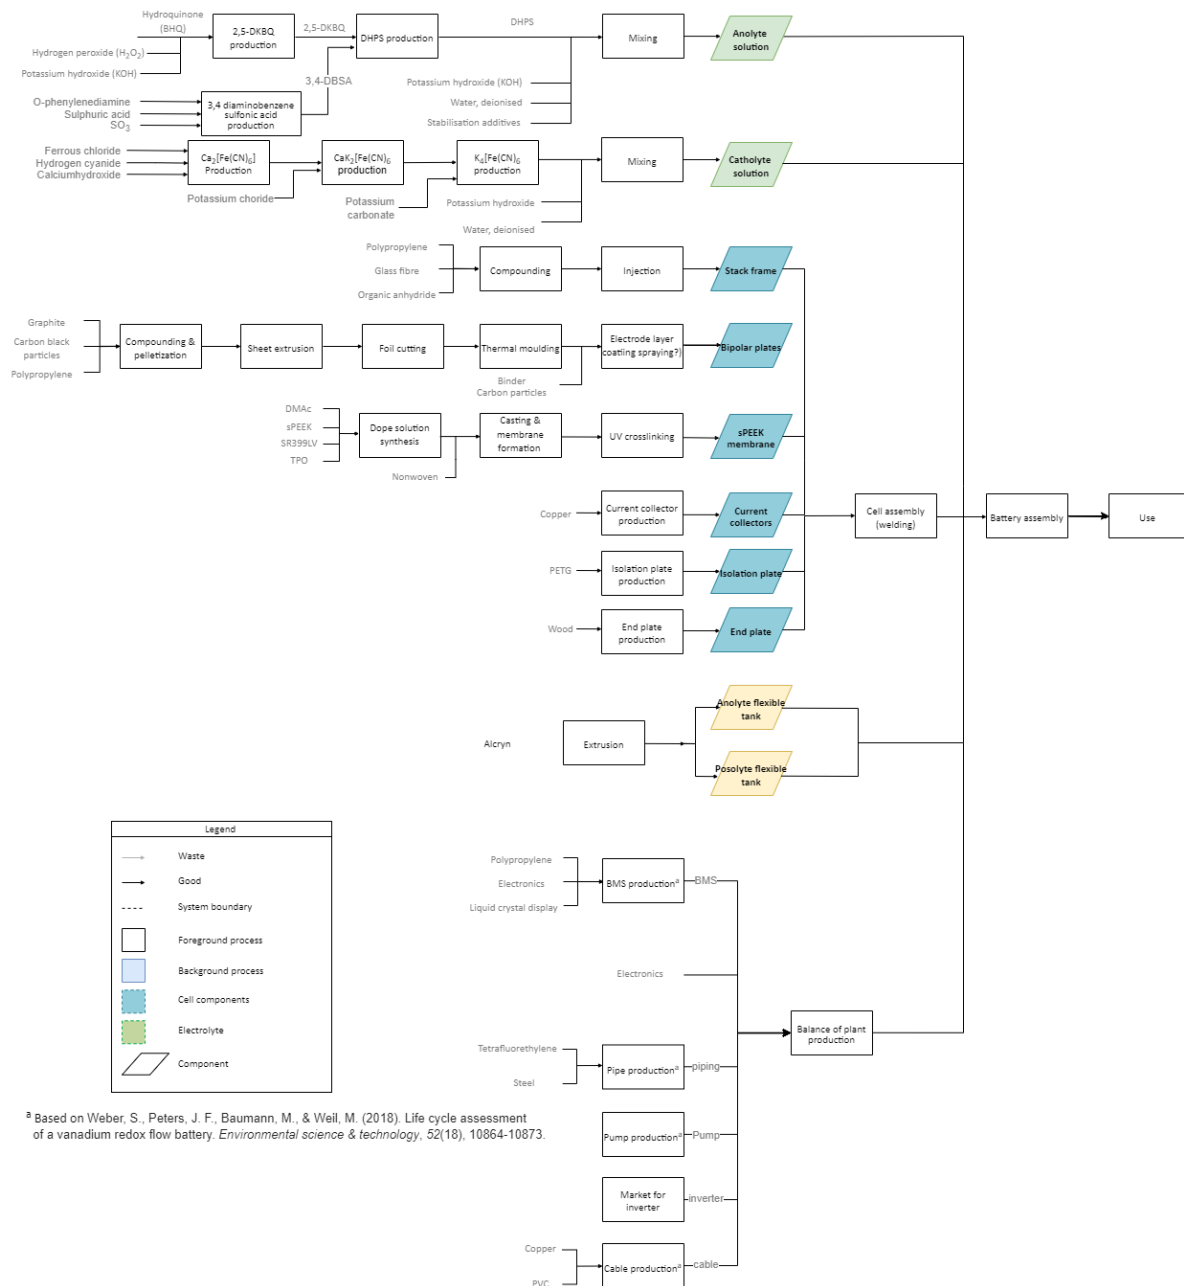 Hydroquinone
(BHQ)
2,5-DKBQ
production
2,5-DKBQ
DHPS production
DHPS
Mixing
Anolyte
solution
Hydrogen peroxide (H₂O₂)
Potassium hydroxide (KOH)
3,4-DBSA
Potassium hydroxide (KOH)
Water, deionised
Stabilisation additives
O-phenylenediamine
Sulphuric acid
SO₃
3,4 diaminobenzene
sulfonic acid
production
Ferrous chloride
Hydrogen cyanide
Calciumhydroxide
Ca₂[Fe(CN)₆]
Production
CaK₂[Fe(CN)₆
production
K₄[Fe(CN)₆
production
Mixing
Catholyte
solution
Potassium choride
Potassium
carbonate
Potassium hydroxide
Water, deionised
Polypropylene
Glass fibre
Organic anhydride
Compounding
Injection
Stack frame
Graphite
Carbon black
particles
Polypropylene
Compounding &
pelletization
Sheet extrusion
Foil cutting
Thermal moulding
Electrode layer
coatiing spraying?)
Bipolar plates
Binder
Carbon particles
DMAc
sPEEK
SR399LV
TPO
Dope solution
synthesis
Casting &
membrane
formation
UV crosslinking
sPEEK
membrane
Nonwoven
Copper
Current collector
production
Current
collectors
Cell assembly
(welding)
Battery assembly
Use
PETG
Isolation plate
production
Isolation plate
Wood
End plate
production
End plate
Alcryn
Extrusion
Anolyte flexible
tank
Posolyte flexible
tank
Legend
Waste
Good
System boundary
Foreground process
Background process
Cell components
Electrolyte
Component
Polypropylene
Electronics
Liquid crystal display
BMS productionᵃ
BMS
Electronics
Balance of plant
production
Tetrafluorethylene
Steel
Pipe productionᵃ
piping
Pump productionᵃ
Pump
Market for
inverter
inverter
Copper
PVC
Cable productionᵃ
cable
ᵃ Based on Weber, S., Peters, J. F., Baumann, M., & Weil, M. (2018). Life cycle assessment
of a vanadium redox flow battery. Environmental science & technology, 52(18), 10864-10873.